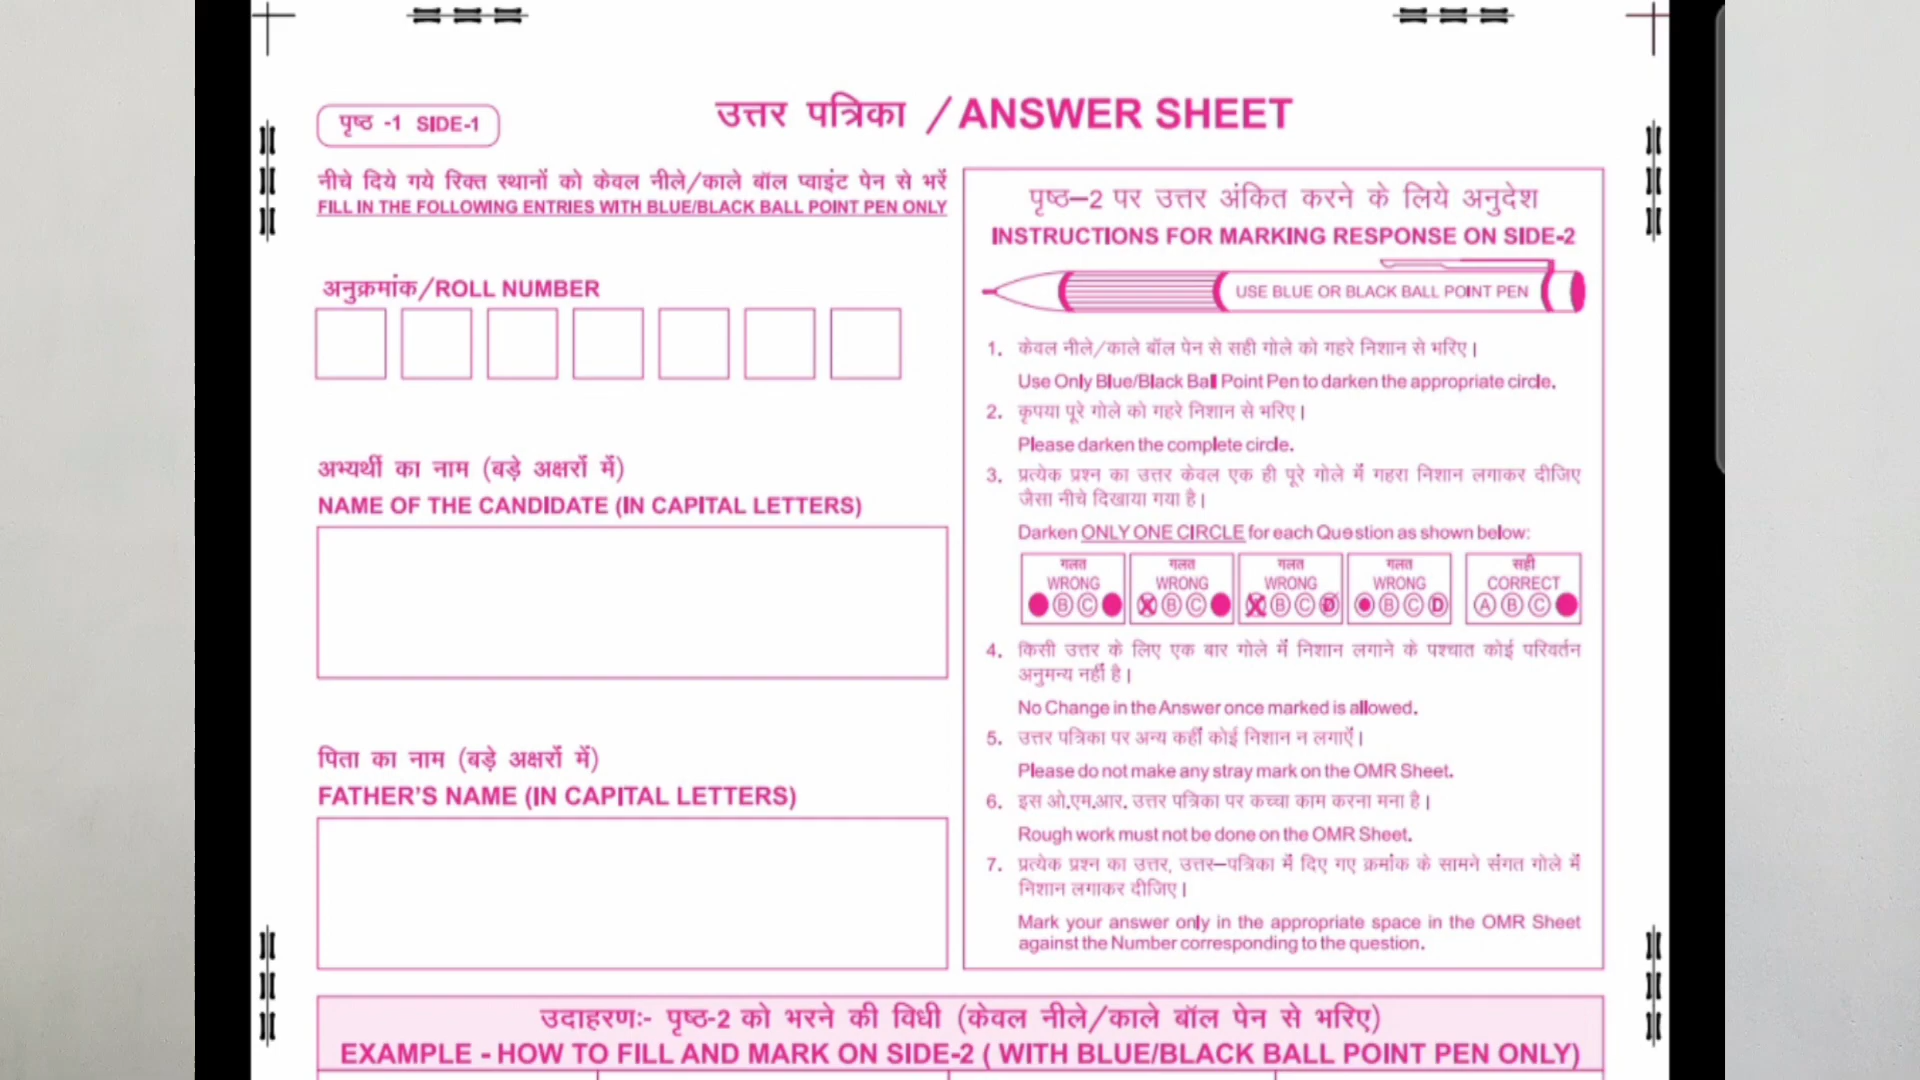 पृष्ठ -1 SIDE-1
उत्तर पत्रिका / ANSWER SHEET
नीचे दिये गये रिक्त स्थानों को केवल नीले/काले बॉल प्वाइंट पेन से भरें
FILL IN THE FOLLOWING ENTRIES WITH BLUE/BLACK BALL POINT PEN ONLY
अनुक्रमांक/ROLL NUMBER
अभ्यर्थी का नाम (बड़े अक्षरों में)
NAME OF THE CANDIDATE (IN CAPITAL LETTERS)
पिता का नाम (बड़े अक्षरों में)
FATHER'S NAME (IN CAPITAL LETTERS)
पृष्ठ–2 पर उत्तर अंकित करने के लिये अनुदेश
INSTRUCTIONS FOR MARKING RESPONSE ON SIDE-2
USE BLUE OR BLACK BALL POINT PEN
1. केवल नीले/काले बॉल पेन से सही गोले को गहरे निशान से भरिए।
Use Only Blue/Black Ball Point Pen to darken the appropriate circle.
2. कृपया पूरे गोले को गहरे निशान से भरिए।
Please darken the complete circle.
3. प्रत्येक प्रश्न का उत्तर केवल एक ही पूरे गोले में गहरा निशान लगाकर दीजिए
जैसा नीचे दिखाया गया है।
Darken ONLY ONE CIRCLE for each Question as shown below:
गलत गलत गलत गलत सही
WRONG WRONG WRONG WRONG CORRECT
B C B C B C D B C D A B C
4. किसी उत्तर के लिए एक बार गोले में निशान लगाने के पश्चात कोई परिवर्तन
अनुमन्य नहीं है।
No Change in the Answer once marked is allowed.
5. उत्तर पत्रिका पर अन्य कहीं कोई निशान न लगाऐं।
Please do not make any stray mark on the OMR Sheet.
6. इस ओ.एम.आर. उत्तर पत्रिका पर कच्चा काम करना मना है।
Rough work must not be done on the OMR Sheet.
7. प्रत्येक प्रश्न का उत्तर, उत्तर–पत्रिका में दिए गए क्रमांक के सामने संगत गोले में
निशान लगाकर दीजिए।
Mark your answer only in the appropriate space in the OMR Sheet
against the Number corresponding to the question.
उदाहरणः- पृष्ठ-2 को भरने की विधी (केवल नीले/काले बॉल पेन से भरिए)
EXAMPLE - HOW TO FILL AND MARK ON SIDE-2 ( WITH BLUE/BLACK BALL POINT PEN ONLY)